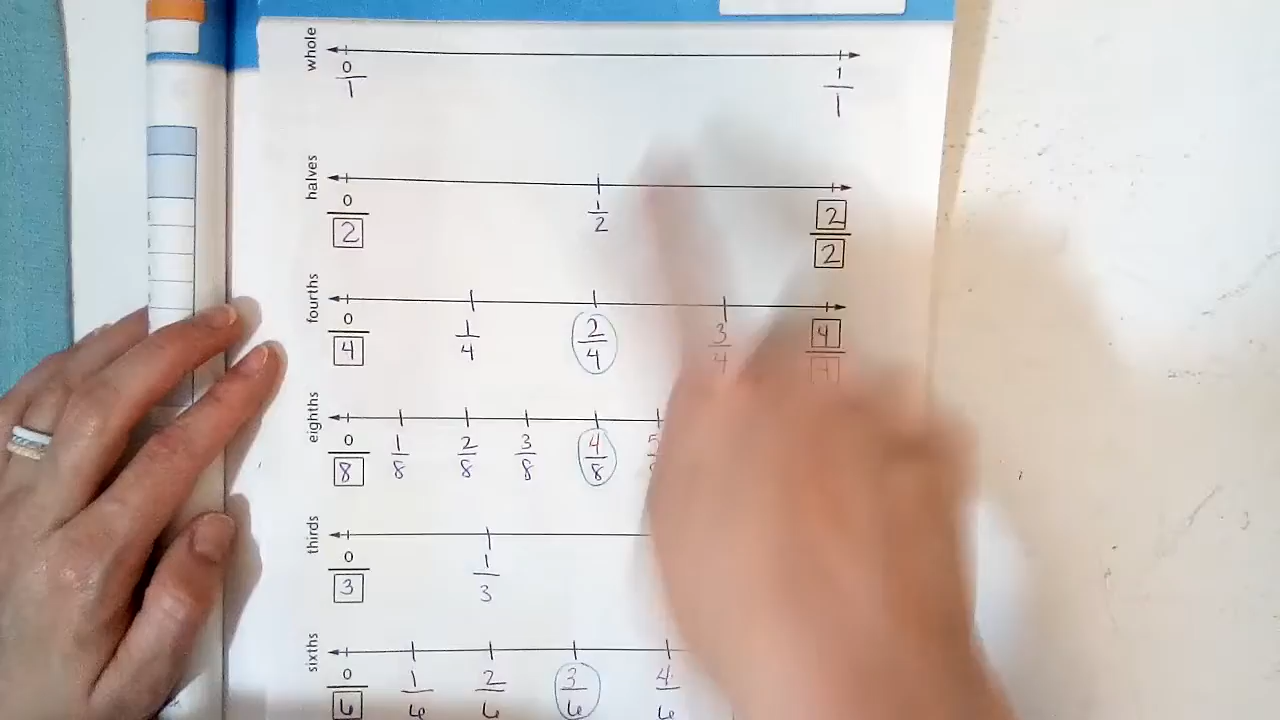 whole
0/1 1/1
halves
0/2 1/2 2/2
fourths
0/4 1/4 2/4 3/4 4/4
eighths
0/8 1/8 2/8 3/8 4/8
thirds
0/3 1/3
sixths
0/6 1/6 2/6 3/6 4/6